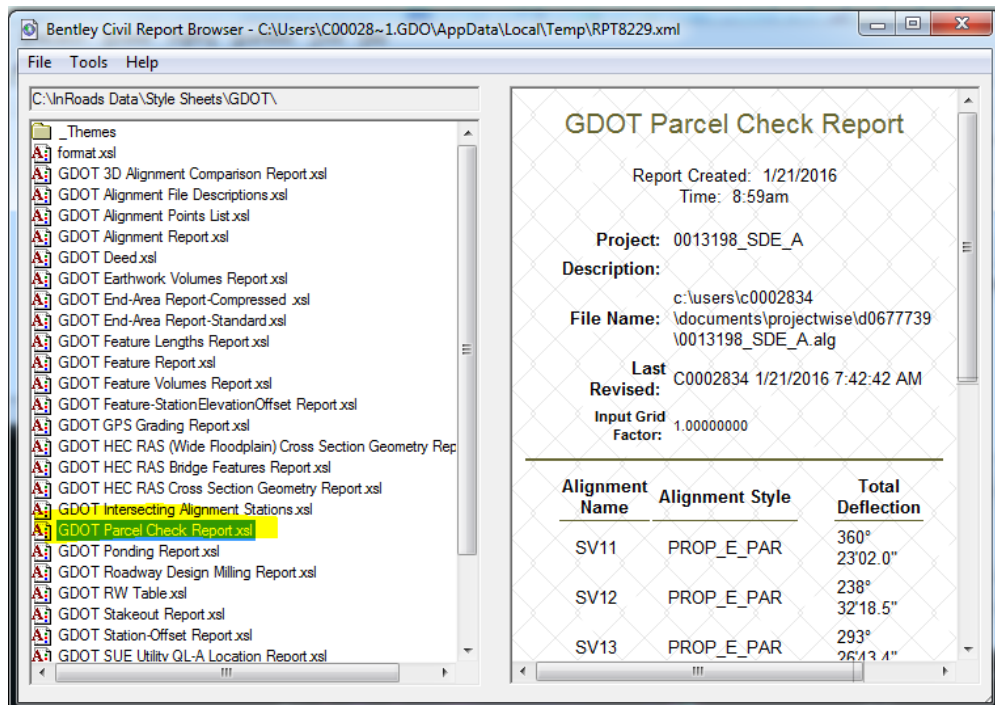 Bentley Civil Report Browser - C:\Users\C00028~1.GDO\AppData\Local\Temp\RPT8229.xml
File Tools Help
C:\InRoads Data\Style Sheets\GDOT\
_Themes
format.xsl
GDOT 3D Alignment Comparison Report.xsl
GDOT Alignment File Descriptions.xsl
GDOT Alignment Points List.xsl
GDOT Alignment Report.xsl
GDOT Deed.xsl
GDOT Earthwork Volumes Report.xsl
GDOT End-Area Report-Compressed .xsl
GDOT End-Area Report-Standard.xsl
GDOT Feature Lengths Report.xsl
GDOT Feature Report.xsl
GDOT Feature Volumes Report.xsl
GDOT Feature-StationElevationOffset Report.xsl
GDOT GPS Grading Report.xsl
GDOT HEC RAS (Wide Floodplain) Cross Section Geometry Rep
GDOT HEC RAS Bridge Features Report.xsl
GDOT HEC RAS Cross Section Geometry Report.xsl
GDOT Intersecting Alignment Stations.xsl
GDOT Parcel Check Report.xsl
GDOT Ponding Report.xsl
GDOT Roadway Design Milling Report.xsl
GDOT RW Table.xsl
GDOT Stakeout Report.xsl
GDOT Station-Offset Report.xsl
GDOT SUE Utility QL-A Location Report.xsl
GDOT Parcel Check Report
Report Created: 1/21/2016
Time: 8:59am
Project: 0013198_SDE_A
Description:
File Name: c:\users\c0002834
\documents\projectwise\d0677739
\0013198_SDE_A.alg
Last Revised: C0002834 1/21/2016 7:42:42 AM
Input Grid Factor: 1.00000000
Alignment Name Alignment Style Total Deflection
SV11 PROP_E_PAR 360° 23'02.0"
SV12 PROP_E_PAR 238° 32'18.5"
SV13 PROP_E_PAR 293° 26'43.4"